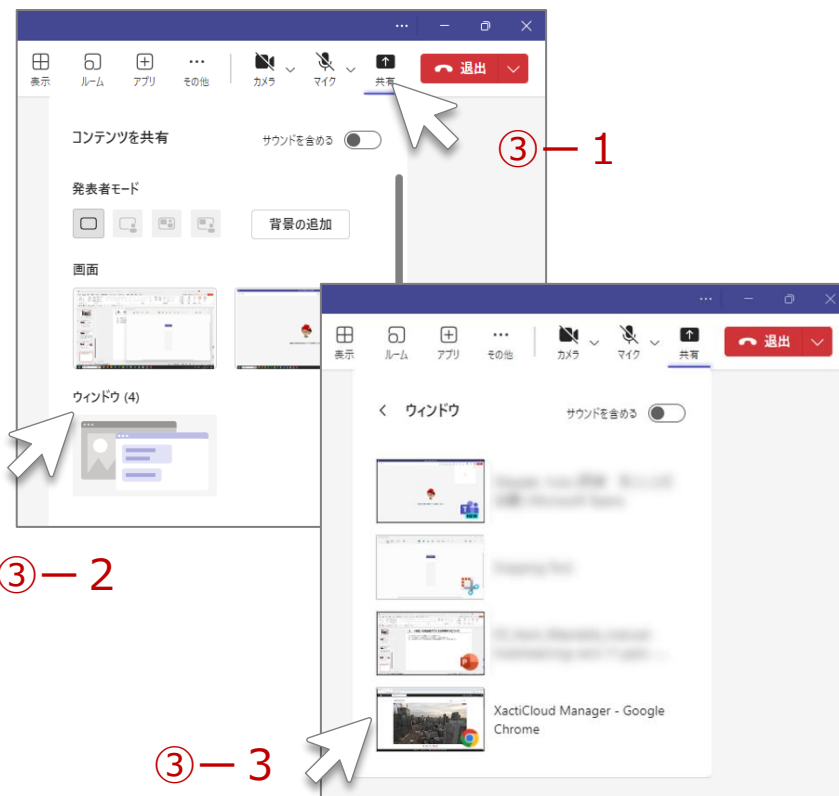 表示 ルーム アプリ その他 カメラ マイク 共有 退出
コンテンツを共有 サウンドを含める
③ー 1
発表者モード
背景の追加
画面
ウィンドウ (4)
③ー 2
表示 ルーム アプリ その他 カメラ マイク 共有 退出
ウィンドウ サウンドを含める
XactiCloud Manager - Google
Chrome
③ー 3